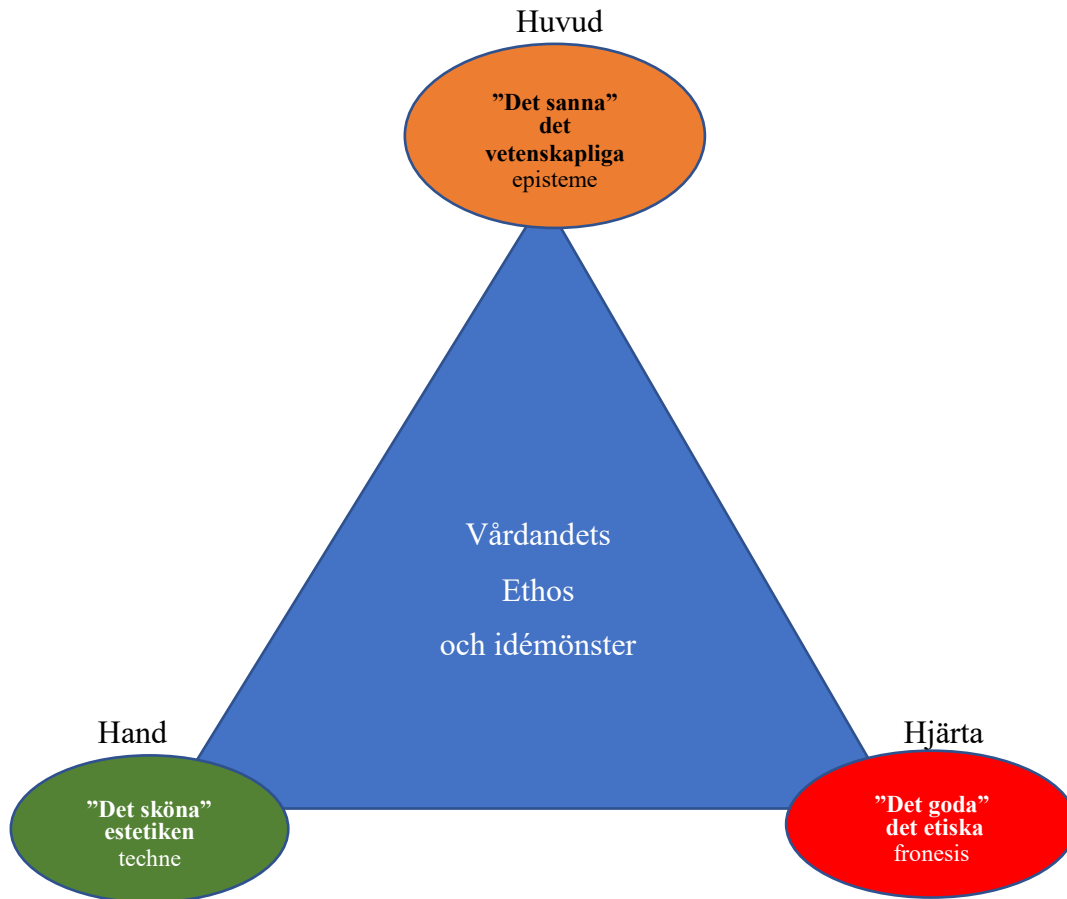 Huvud
”Det sanna”
det
vetenskapliga
episteme
Vårdandets
Ethos
och idémönster
Hand
”Det sköna”
estetiken
techne
Hjärta
”Det goda”
det etiska
fronesis